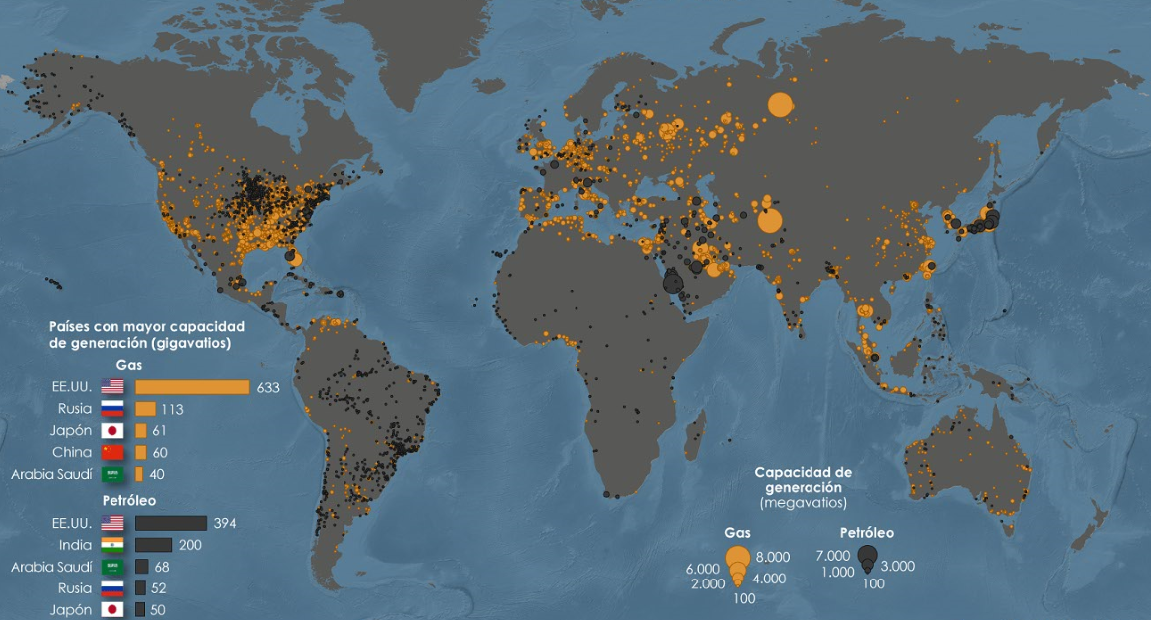 Países con mayor capacidad
de generación (gigavatios)
Gas
EE.UU. 633
Rusia 113
Japón 61
China 60
Arabia Saudí 40
Petróleo
EE.UU. 394
India 200
Arabia Saudí 68
Rusia 52
Japón 50
Capacidad de
generación
(megavatios)
Gas
8.000
6.000
4.000
2.000
100
Petróleo
7.000
3.000
1.000
100